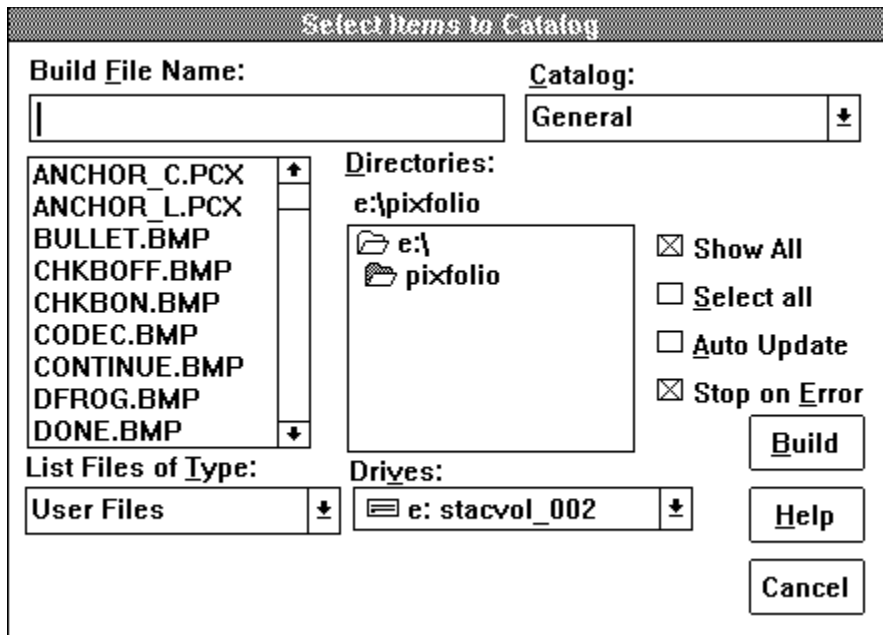 Select Items to Catalog
Build File Name:
Catalog:
General
ANCHOR_C.PCX
ANCHOR_L.PCX
BULLET.BMP
CHKBOFF.BMP
CHKBON.BMP
CODEC.BMP
CONTINUE.BMP
DFROG.BMP
DONE.BMP
Directories:
e:\pixfolio
e:\
pixfolio
Show All
Select all
Auto Update
Stop on Error
List Files of Type:
User Files
Drives:
e: stacvol_002
Build
Help
Cancel